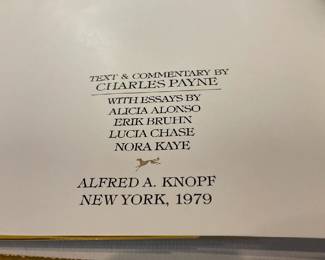 TEXT & COMMENTARY BY
CHARLES PAYNE
WITH ESSAYS BY
ALICIA ALONSO
ERIK BRUHN
LUCIA CHASE
NORA KAYE
ALFRED A. KNOPF
NEW YORK, 1979